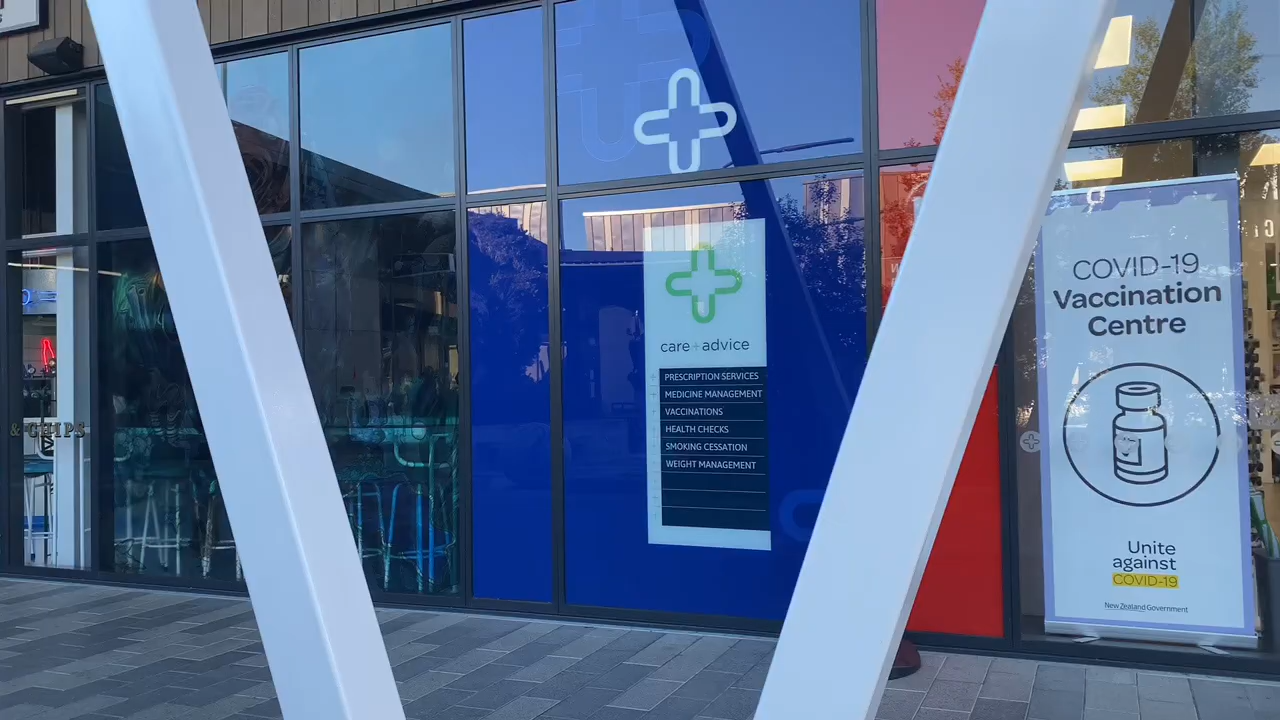 & CHIPS
care+advice
PRESCRIPTION SERVICES
MEDICINE MANAGEMENT
VACCINATIONS
HEALTH CHECKS
SMOKING CESSATION
WEIGHT MANAGEMENT
COVID-19
Vaccination
Centre
Unite
against
COVID-19
New Zealand Government